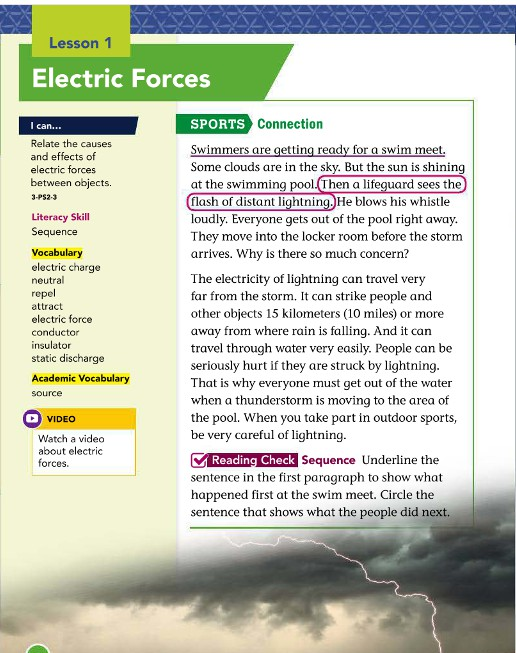 Lesson 1
Electric Forces
I can...
Relate the causes
and effects of
electric forces
between objects.
3-PS2-3
Literacy Skill
Sequence
Vocabulary
electric charge
neutral
repel
attract
electric force
conductor
insulator
static discharge
Academic Vocabulary
source
VIDEO
Watch a video
about electric
forces.
SPORTS Connection
Swimmers are getting ready for a swim meet.
Some clouds are in the sky. But the sun is shining
at the swimming pool. Then a lifeguard sees the
flash of distant lightning. He blows his whistle
loudly. Everyone gets out of the pool right away.
They move into the locker room before the storm
arrives. Why is there so much concern?
The electricity of lightning can travel very
far from the storm. It can strike people and
other objects 15 kilometers (10 miles) or more
away from where rain is falling. And it can
travel through water very easily. People can be
seriously hurt if they are struck by lightning.
That is why everyone must get out of the water
when a thunderstorm is moving to the area of
the pool. When you take part in outdoor sports,
be very careful of lightning.
Reading Check Sequence Underline the
sentence in the first paragraph to show what
happened first at the swim meet. Circle the
sentence that shows what the people did next.